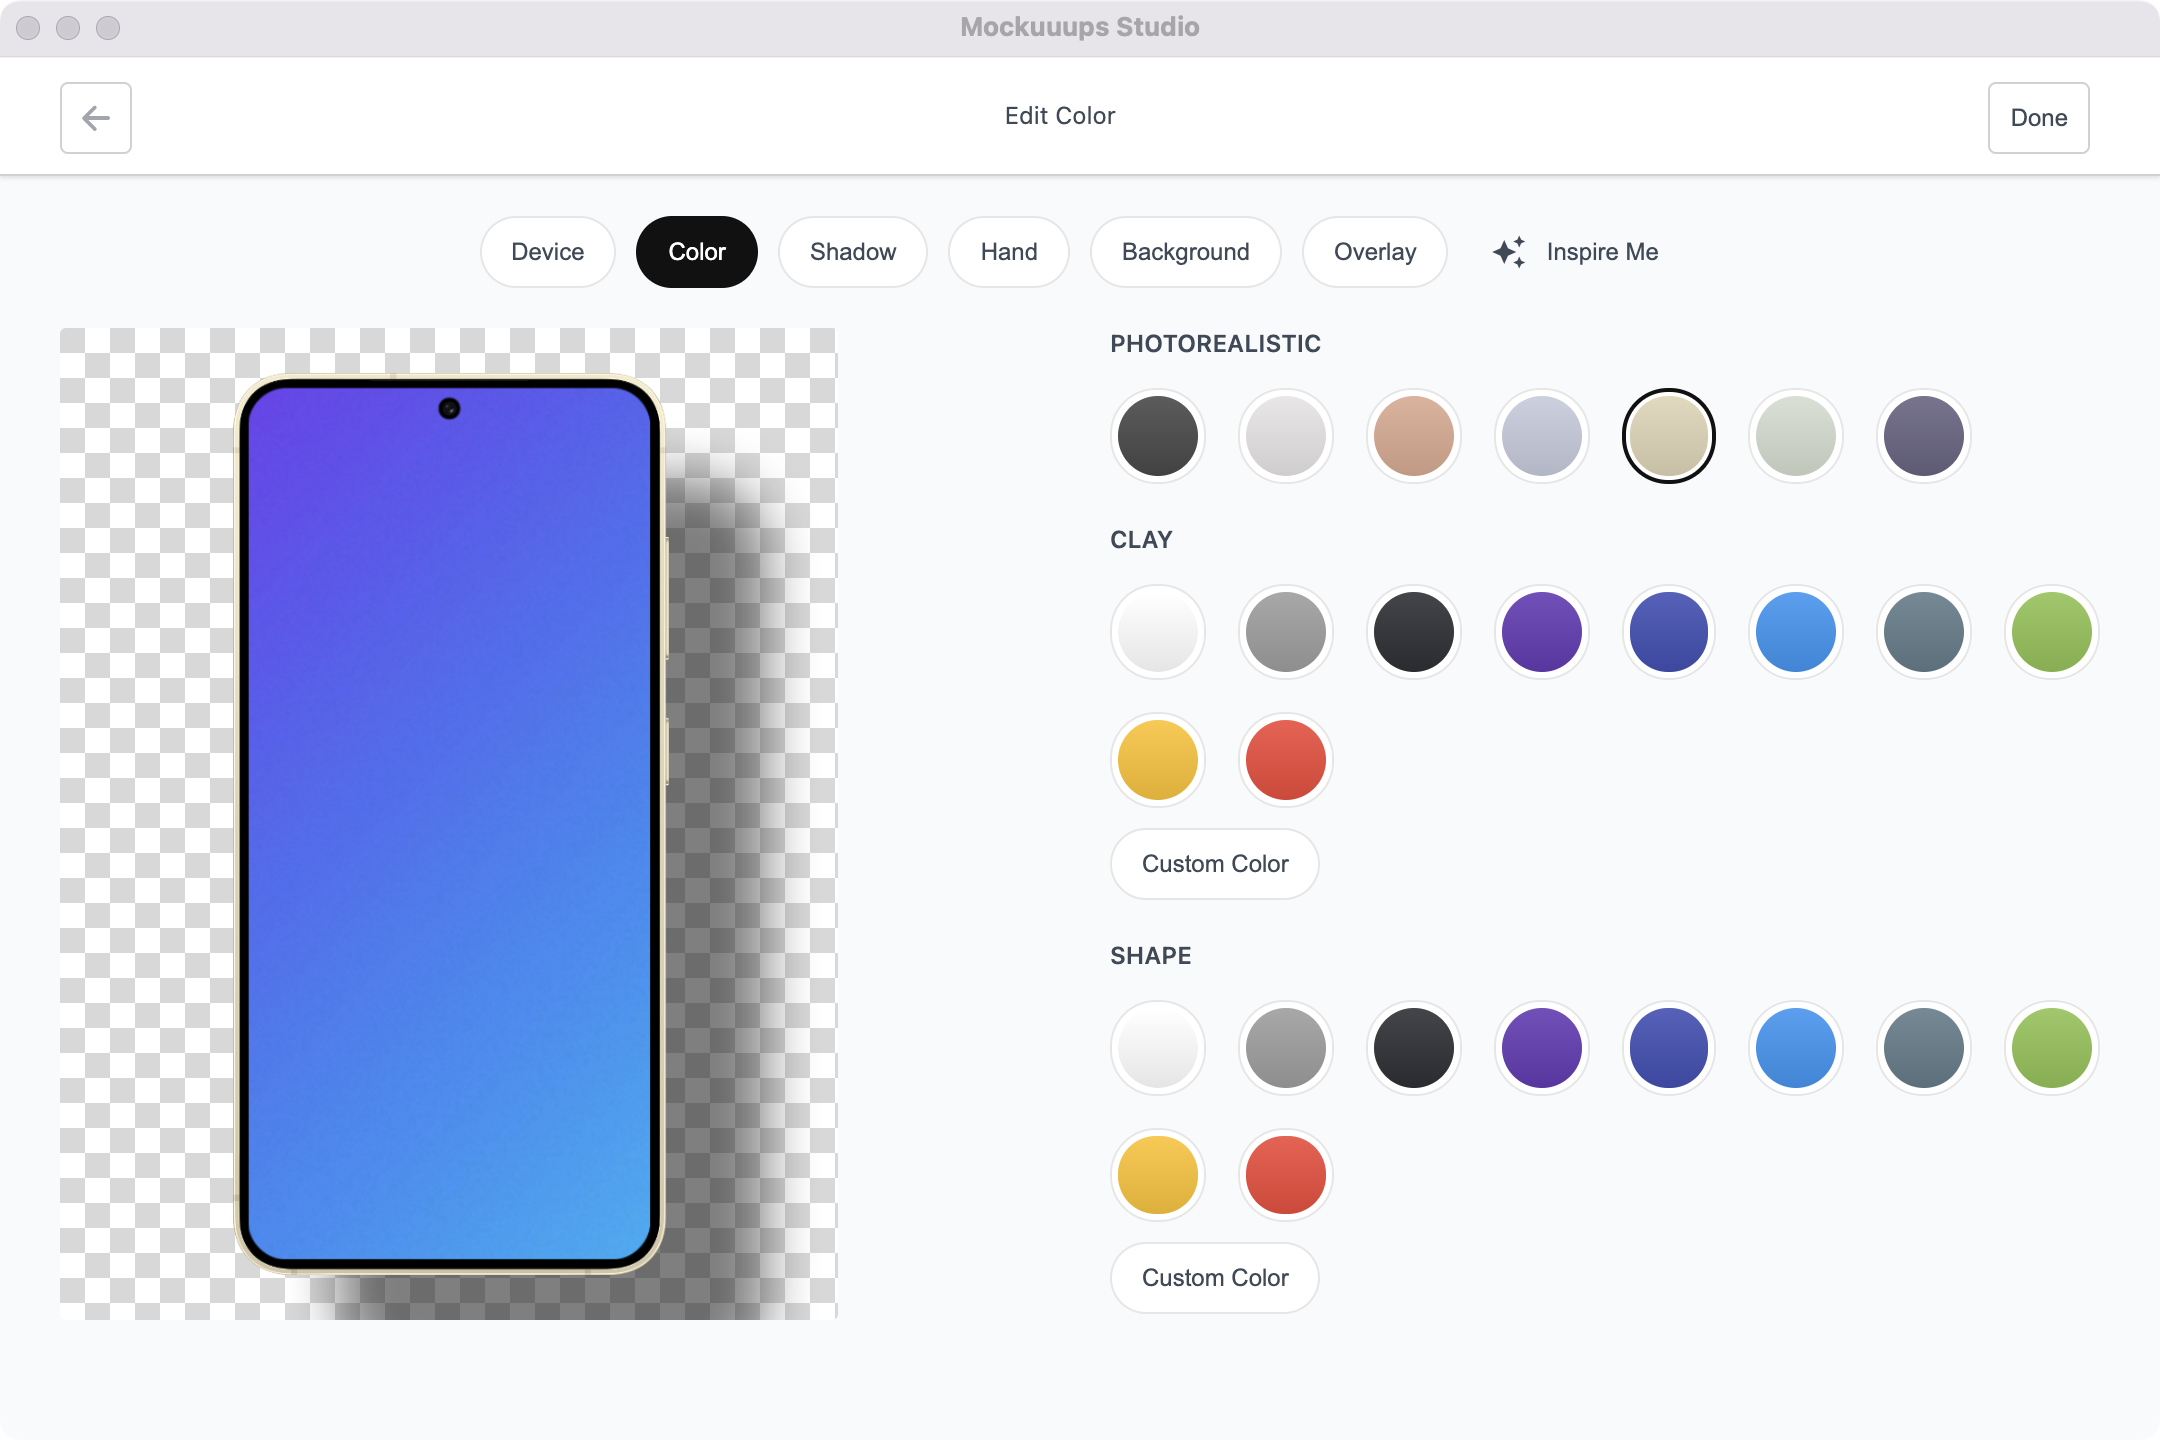 Mockuuups Studio
Edit Color
Done
Device
Color
Shadow
Hand
Background
Overlay
Inspire Me
PHOTOREALISTIC
CLAY
Custom Color
SHAPE
Custom Color